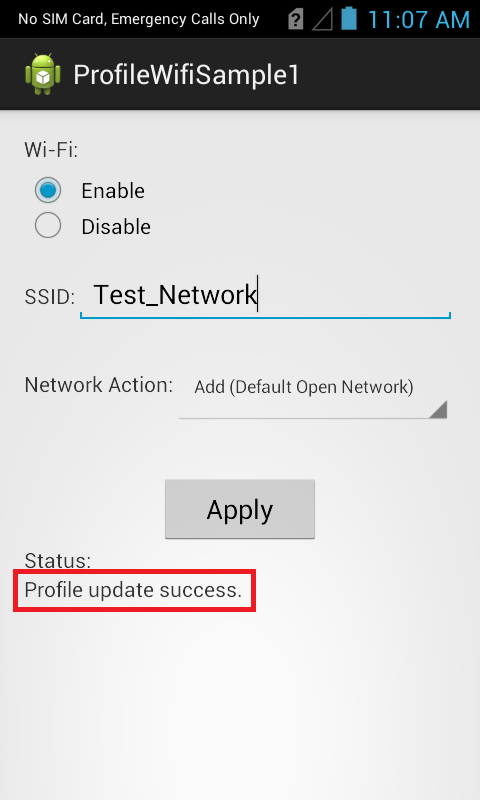 No SIM Card, Emergency Calls Only 11:07 AM
ProfileWifiSample1
Wi-Fi:
Enable
Disable
SSID: Test_Network
Network Action: Add (Default Open Network)
Apply
Status:
Profile update success.